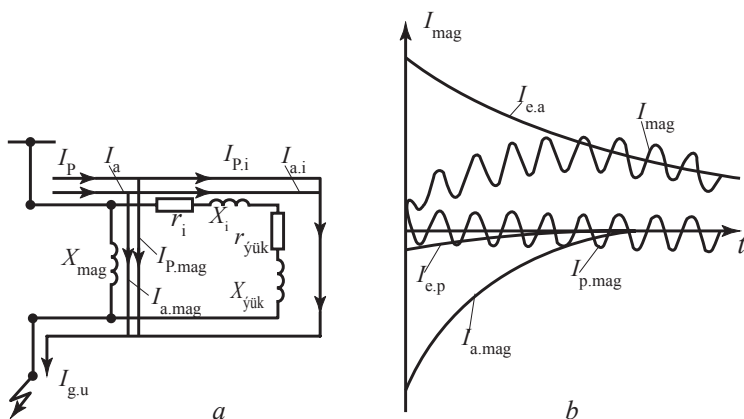 I_P
I_a
I_P.i
I_a.i
r_i
X_i
r_ýük
X_mag
I_P.mag
I_a.mag
X_ýük
I_g.u
a
I_mag
I_e.a
I_mag
t
I_e.p
I_p.mag
I_a.mag
b